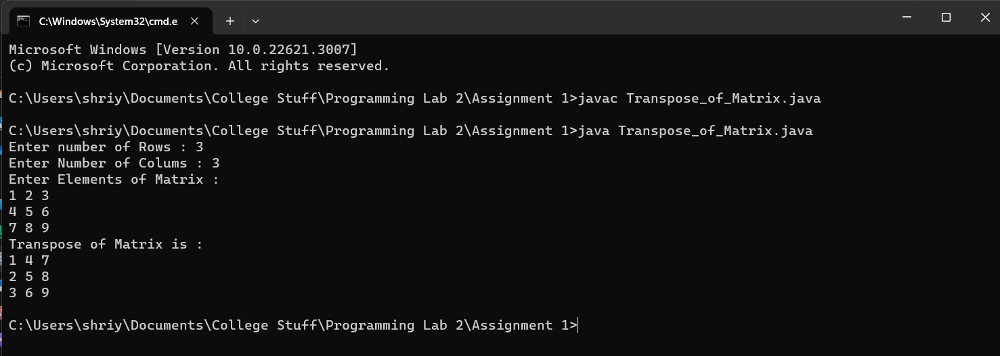 C:\Windows\System32\cmd.e
Microsoft Windows [Version 10.0.22621.3007]
(c) Microsoft Corporation. All rights reserved.
C:\Users\shriy\Documents\College Stuff\Programming Lab 2\Assignment 1>javac Transpose_of_Matrix.java
C:\Users\shriy\Documents\College Stuff\Programming Lab 2\Assignment 1>java Transpose_of_Matrix.java
Enter number of Rows : 3
Enter Number of Colums : 3
Enter Elements of Matrix :
1 2 3
4 5 6
7 8 9
Transpose of Matrix is :
1 4 7
2 5 8
3 6 9
C:\Users\shriy\Documents\College Stuff\Programming Lab 2\Assignment 1>